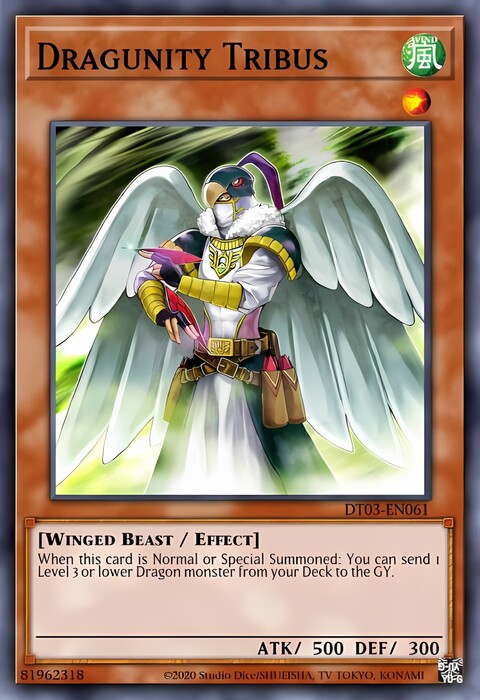 Dragunity Tribus
WIND
風
DT03-EN061
[Winged Beast / Effect]
When this card is Normal or Special Summoned: You can send 1
Level 3 or lower Dragon monster from your Deck to the GY.
ATK/ 500 DEF/ 300
81962318
©2020 Studio Dice/SHUEISHA, TV TOKYO, KONAMI